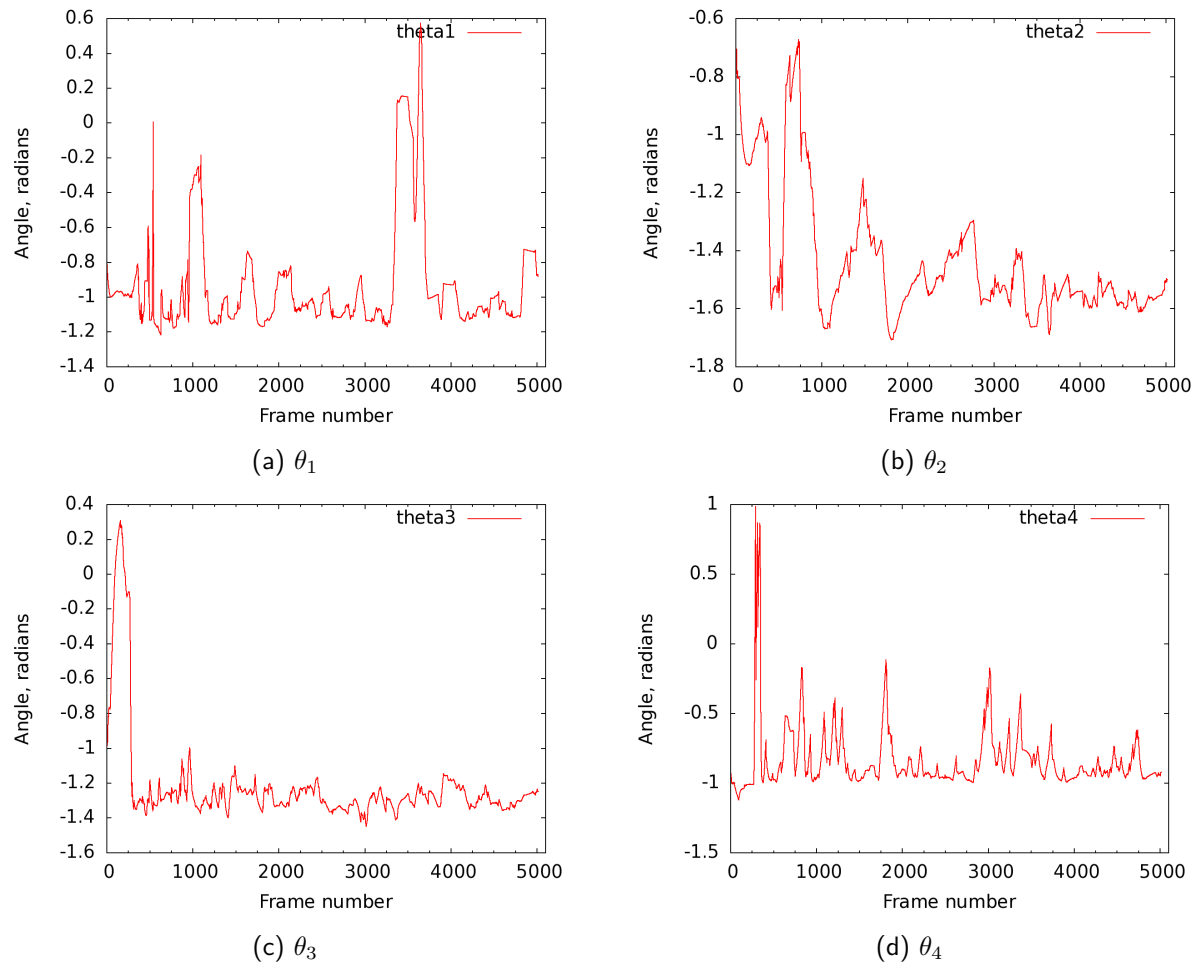 0.6
0.4
0.2
0
-0.2
-0.4
-0.6
-0.8
-1
-1.2
-1.4
Angle, radians
theta1
0 1000 2000 3000 4000 5000
Frame number
(a) θ1
-0.6
-0.8
-1
-1.2
-1.4
-1.6
-1.8
Angle, radians
theta2
0 1000 2000 3000 4000 5000
Frame number
(b) θ2
0.4
0.2
0
-0.2
-0.4
-0.6
-0.8
-1
-1.2
-1.4
-1.6
Angle, radians
theta3
0 1000 2000 3000 4000 5000
Frame number
(c) θ3
1
0.5
0
-0.5
-1
-1.5
Angle, radians
theta4
0 1000 2000 3000 4000 5000
Frame number
(d) θ4